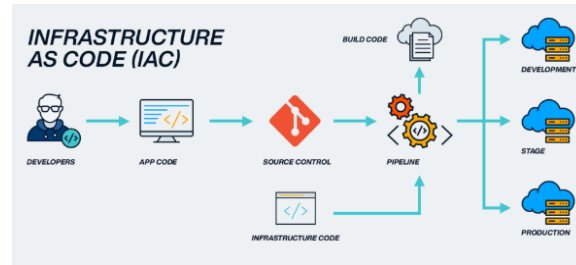 INFRASTRUCTURE
AS CODE (IAC)
BUILD CODE
DEVELOPMENT
DEVELOPERS
APP CODE
SOURCE CONTROL
PIPELINE
STAGE
INFRASTRUCTURE CODE
PRODUCTION